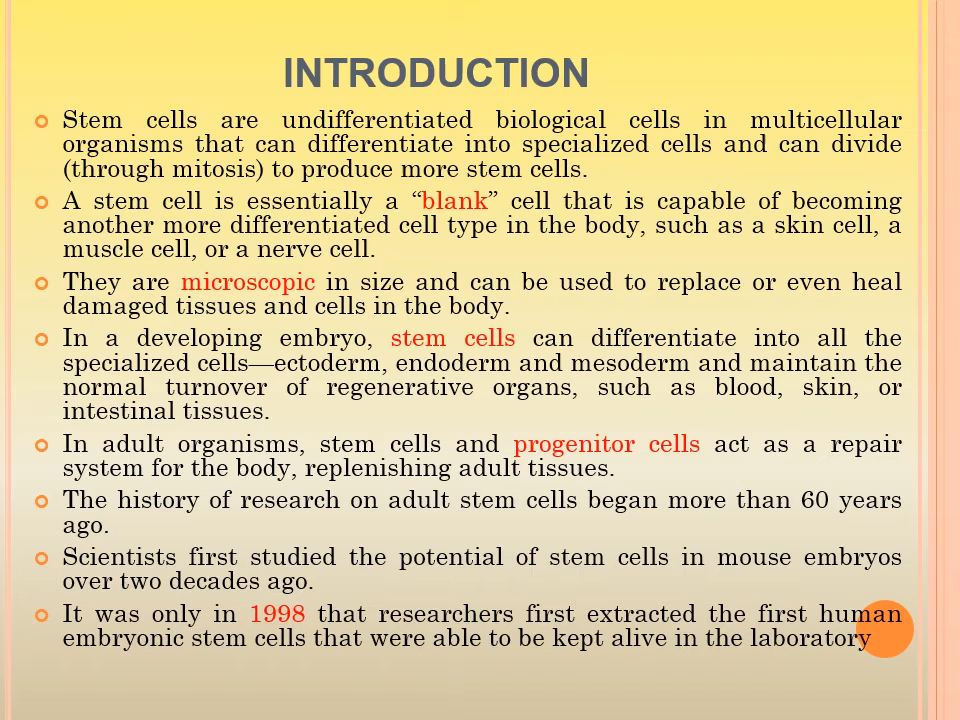 INTRODUCTION
Stem cells are undifferentiated biological cells in multicellular
organisms that can differentiate into specialized cells and can divide
(through mitosis) to produce more stem cells.
A stem cell is essentially a “blank” cell that is capable of becoming
another more differentiated cell type in the body, such as a skin cell, a
muscle cell, or a nerve cell.
They are microscopic in size and can be used to replace or even heal
damaged tissues and cells in the body.
In a developing embryo, stem cells can differentiate into all the
specialized cells—ectoderm, endoderm and mesoderm and maintain the
normal turnover of regenerative organs, such as blood, skin, or
intestinal tissues.
In adult organisms, stem cells and progenitor cells act as a repair
system for the body, replenishing adult tissues.
The history of research on adult stem cells began more than 60 years
ago.
Scientists first studied the potential of stem cells in mouse embryos
over two decades ago.
It was only in 1998 that researchers first extracted the first human
embryonic stem cells that were able to be kept alive in the laboratory